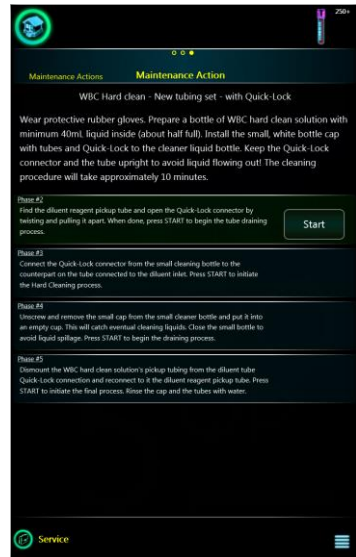 250+
Maintenance Actions
Maintenance Action
WBC Hard clean - New tubing set - with Quick-Lock
Wear protective rubber gloves. Prepare a bottle of WBC hard clean solution with
minimum 40mL liquid inside (about half full). Install the small, white bottle cap
with tubes and Quick-Lock to the cleaner liquid bottle. Keep the Quick-Lock
connector and the tube upright to avoid liquid flowing out! The cleaning
procedure will take approximately 10 minutes.
Phase #2
Find the diluent reagent pickup tube and open the Quick-Lock connector by
twisting and pulling it apart. When done, press START to begin the tube draining
process.
Start
Phase #3
Connect the Quick-Lock connector from the small cleaning bottle to the
counterpart on the tube connected to the diluent inlet. Press START to initiate
the Hard Cleaning process.
Phase #4
Unscrew and remove the small cap from the small cleaner bottle and put it into
an empty cup. This will catch eventual cleaning liquids. Close the small bottle to
avoid liquid spillage. Press START to begin the draining process.
Phase #5
Dismount the WBC hard clean solution's pickup tubing from the diluent tube
Quick-Lock connection and reconnect to it the diluent reagent pickup tube. Press
START to initiate the final process. Rinse the cap and the tubes with water.
Service